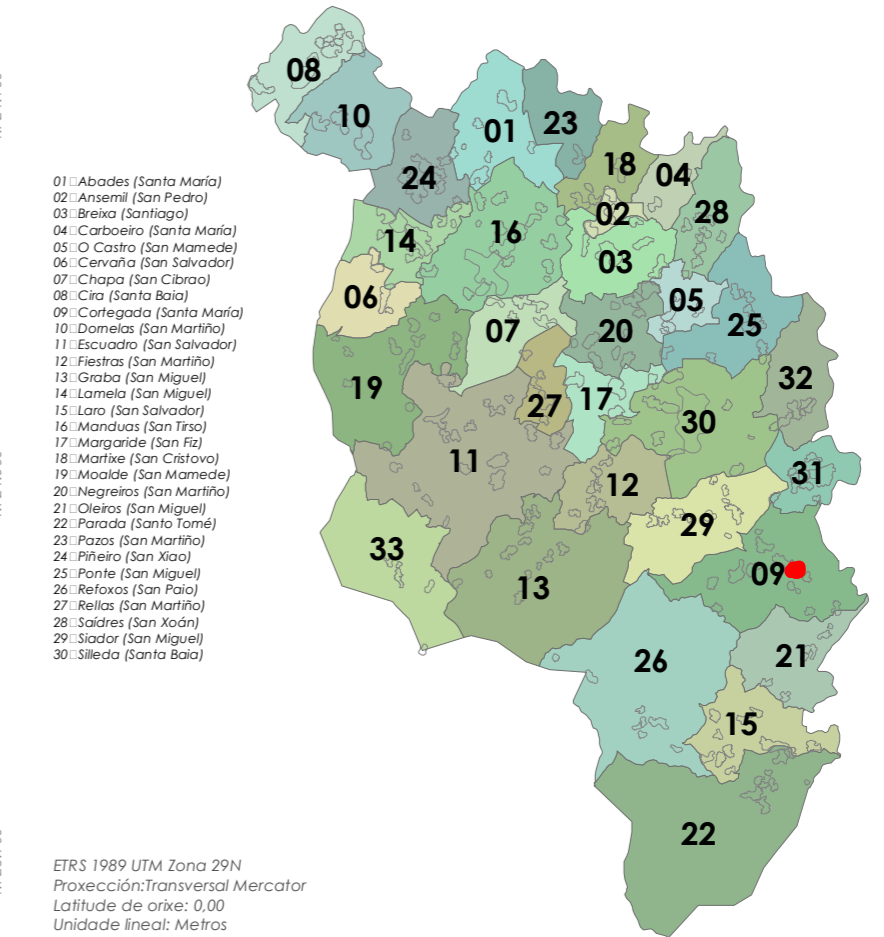 08
10
01
23
18
04
24
02
28
14
16
03
06
05
07
20
25
19
17
32
27
30
11
12
31
29
33
13
09
26
21
15
22
01 Abades (Santa María)
02 Ansemil (San Pedro)
03 Breixa (Santiago)
04 Carboeiro (Santa María)
05 O Castro (San Mamede)
06 Cervaña (San Salvador)
07 Chapa (San Cibrao)
08 Cira (Santa Baia)
09 Cortegada (Santa María)
10 Dornelas (San Martiño)
11 Escuadro (San Salvador)
12 Fiestras (San Martiño)
13 Graba (San Miguel)
14 Lamela (San Miguel)
15 Laro (San Salvador)
16 Manduas (San Tirso)
17 Margaride (San Fiz)
18 Martixe (San Cristovo)
19 Moalde (San Mamede)
20 Negreiros (San Martiño)
21 Oleiros (San Miguel)
22 Parada (Santo Tomé)
23 Pazos (San Martiño)
24 Piñeiro (San Xiao)
25 Ponte (San Miguel)
26 Refoxos (San Paio)
27 Rellas (San Martiño)
28 Saídres (San Xoán)
29 Siador (San Miguel)
30 Silleda (Santa Baia)
ETRS 1989 UTM Zona 29N
Proxección:Transversal Mercator
Latitude de orixe: 0,00
Unidade lineal: Metros